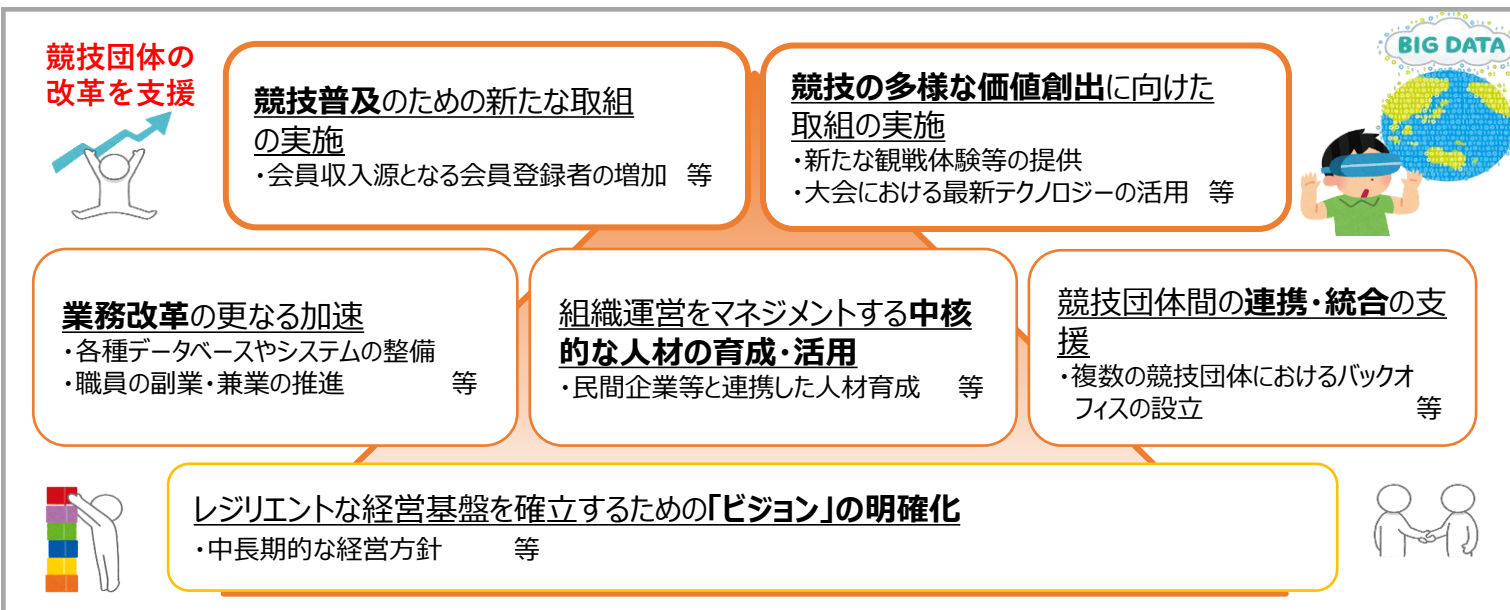 競技団体の
改革を支援
競技普及のための新たな取組
の実施
・会員収入源となる会員登録者の増加 等
競技の多様な価値創出に向けた
取組の実施
・新たな観戦体験等の提供
・大会における最新テクノロジーの活用 等
BIG DATA
業務改革の更なる加速
・各種データベースやシステムの整備
・職員の副業・兼業の推進 等
組織運営をマネジメントする中核
的な人材の育成・活用
・民間企業等と連携した人材育成 等
競技団体間の連携・統合の支
援
・複数の競技団体におけるバックオ
フィスの設立 等
レジリエントな経営基盤を確立するための「ビジョン」の明確化
・中長期的な経営方針 等